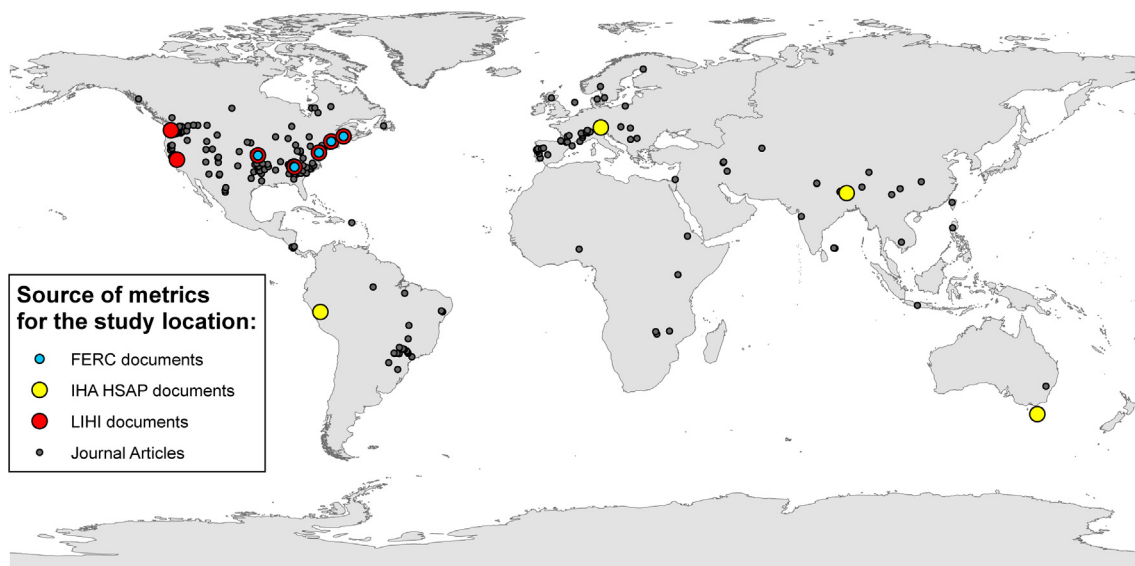 Source of metrics
for the study location:
FERC documents
IHA HSAP documents
LIHI documents
Journal Articles